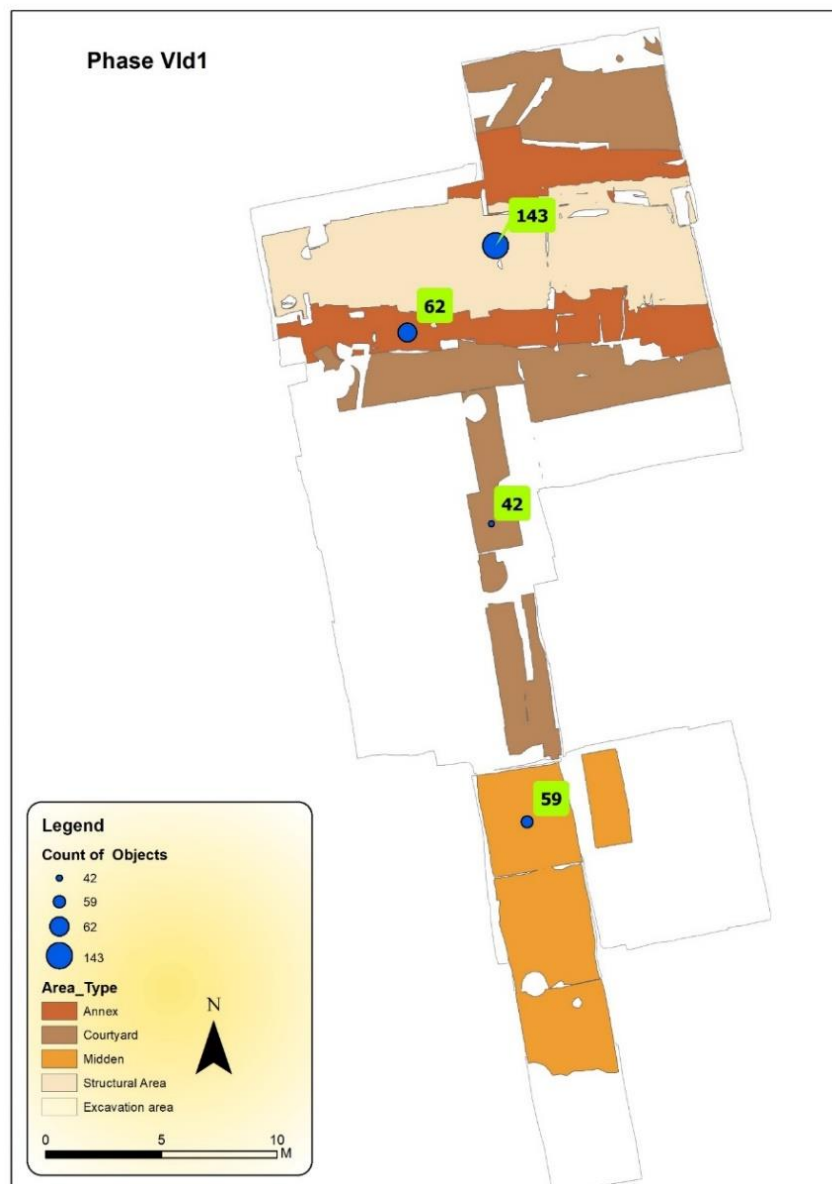 Phase VId1
143
62
42
59
Legend
Count of Objects
42
59
62
143
Area_Type
Annex
Courtyard
Midden
Structural Area
Excavation area
N
0 5 10
M